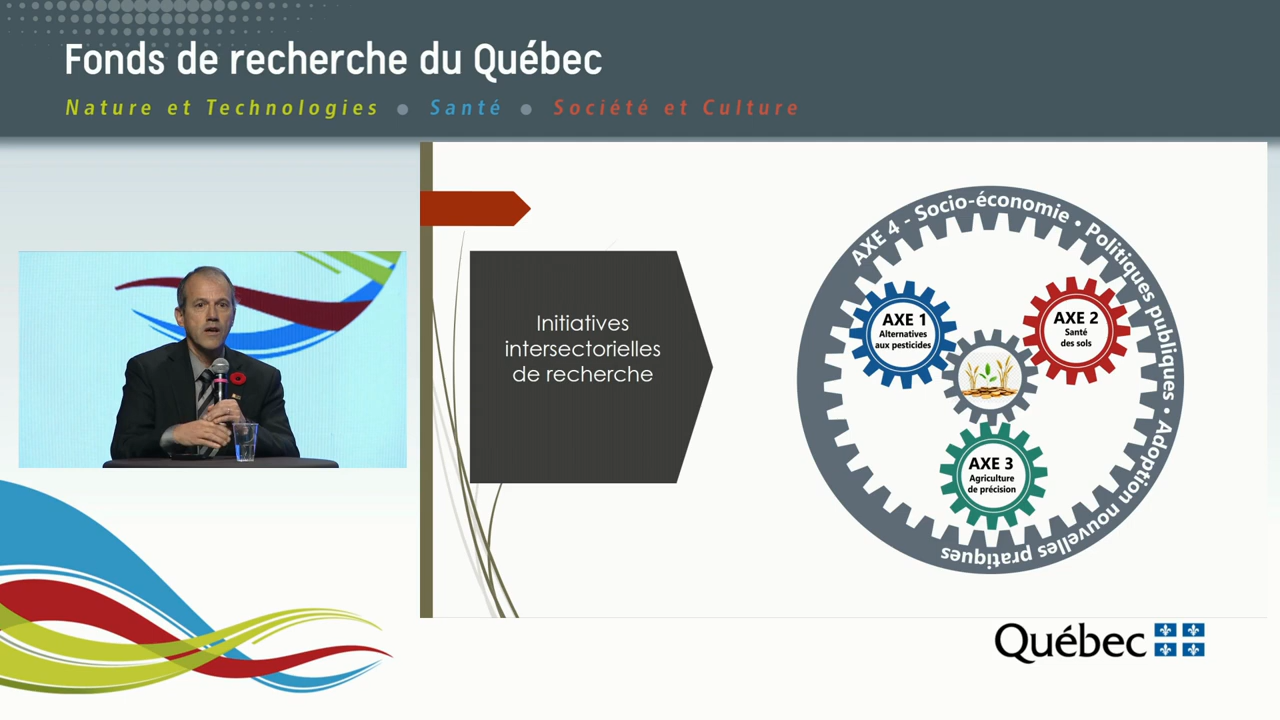 Fonds de recherche du Québec
Nature et Technologies • Santé • Société et Culture
Initiatives
intersectorielles
de recherche
AXE 4 - Socio-économie • Politiques publiques • Adoption nouvelles pratiques
AXE 1
Alternatives
aux pesticides
AXE 2
Santé
des sols
AXE 3
Agriculture
de précision
Québec